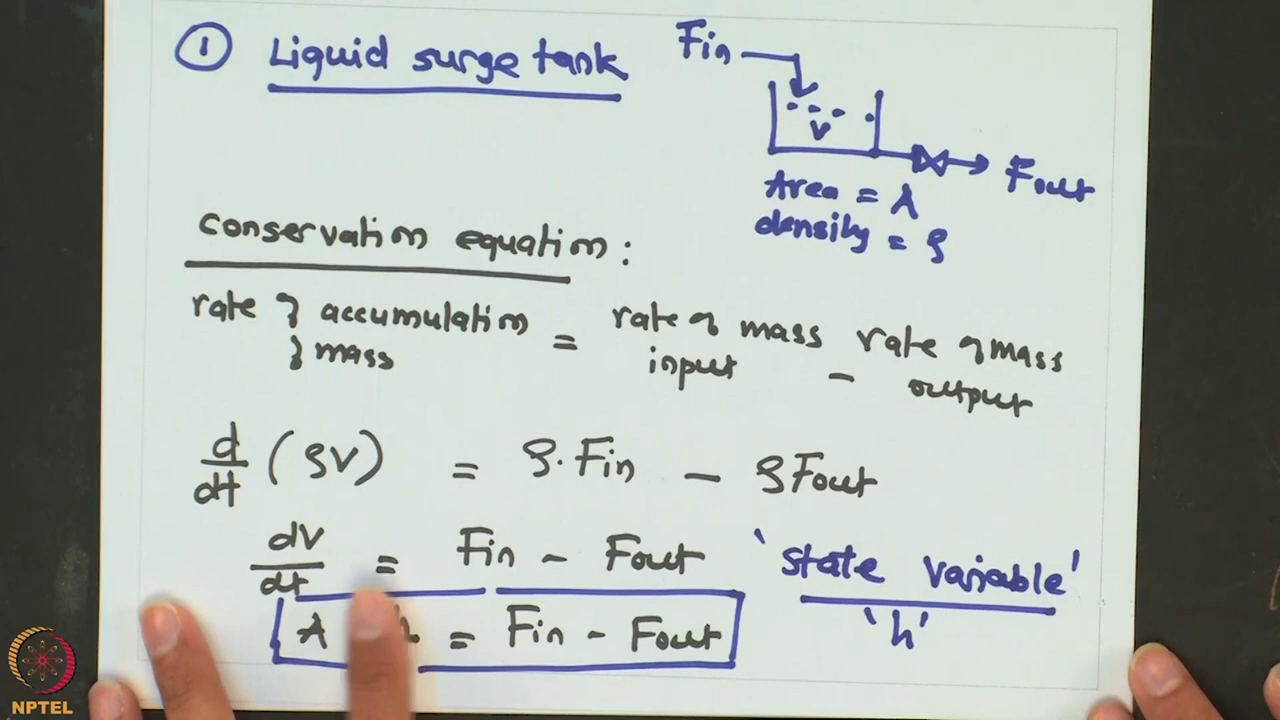 ① Liquid surge tank
Fin
V
Fout
Area = A
density = ρ
conservation equation :
rate of accumulation of mass = rate of mass input - rate of mass output
d/dt (ρV) = ρ.Fin - ρFout
dV/dt = Fin - Fout
'state variable'
'h'
A = Fin - Fout
NPTEL